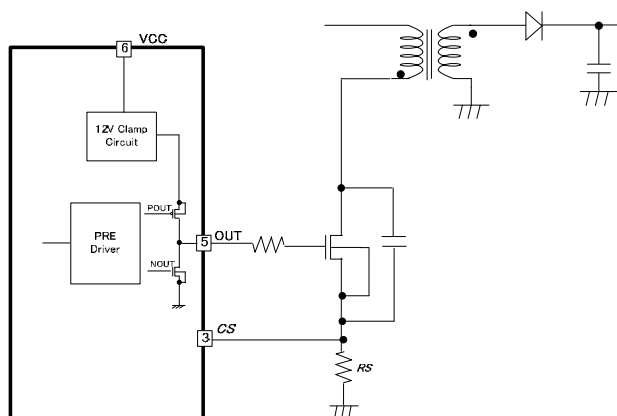 6 VCC
12V Clamp
Circuit
POUT
PRE
Driver
5 OUT
NOUT
3 CS
RS